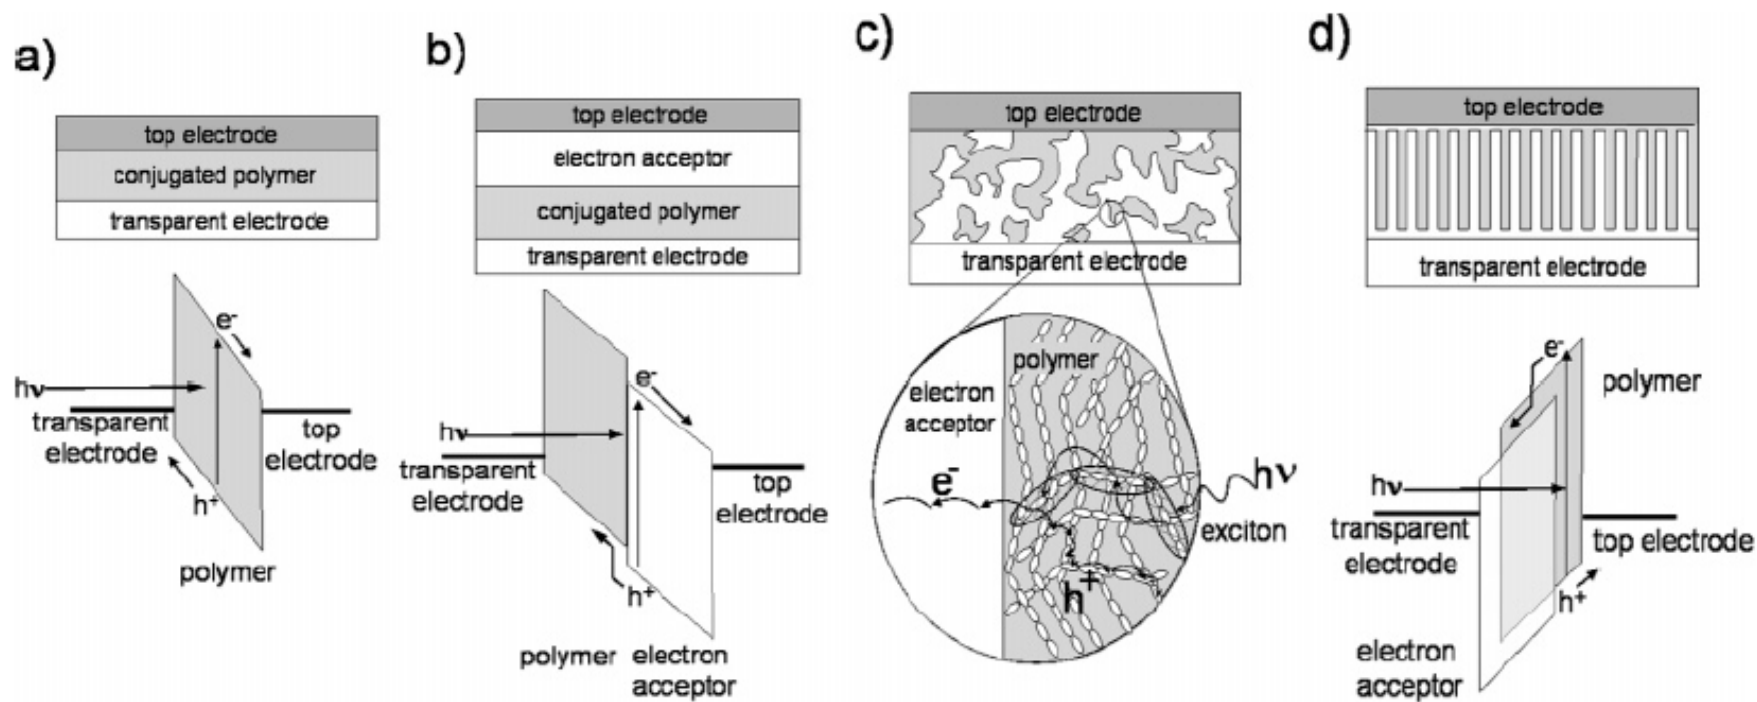 a)
top electrode
conjugated polymer
transparent electrode
e-
hν
transparent
electrode
top
electrode
h+
polymer
b)
top electrode
electron acceptor
conjugated polymer
transparent electrode
e-
hν
transparent
electrode
top
electrode
h+
polymer
electron
acceptor
c)
top electrode
transparent electrode
polymer
electron
acceptor
e-
hν
exciton
h+
d)
top electrode
transparent electrode
e-
polymer
hν
transparent
electrode
top electrode
h+
electron
acceptor